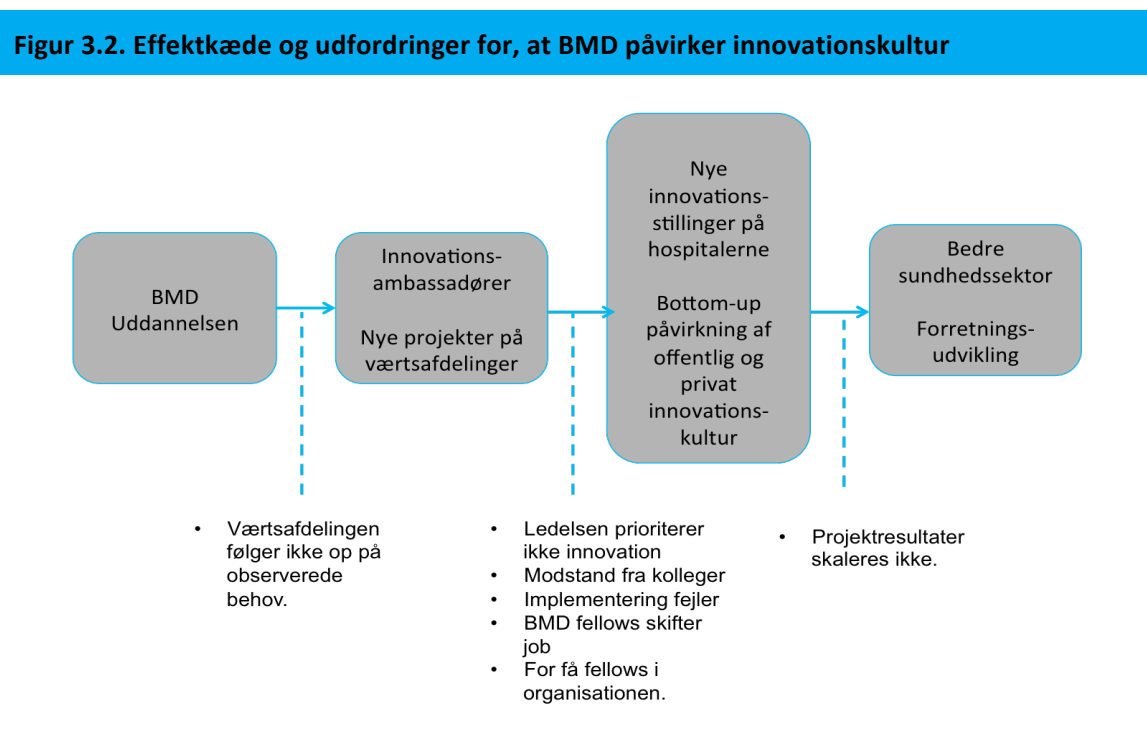 Figur 3.2. Effektkæde og udfordringer for, at BMD påvirker innovationskultur
BMD
Uddannelsen
Innovations-
ambassadører
Nye projekter på
værtsafdelinger
Nye
innovations-
stillinger på
hospitalerne
Bottom-up
påvirkning af
offentlig og
privat
innovations-
kultur
Bedre
sundhedssektor
Forretnings-
udvikling
• Værtsafdelingen
følger ikke op på
observerede
behov.
• Ledelsen prioriterer
ikke innovation
• Modstand fra kolleger
• Implementering fejler
• BMD fellows skifter
job
• For få fellows i
organisationen.
• Projektresultater
skaleres ikke.